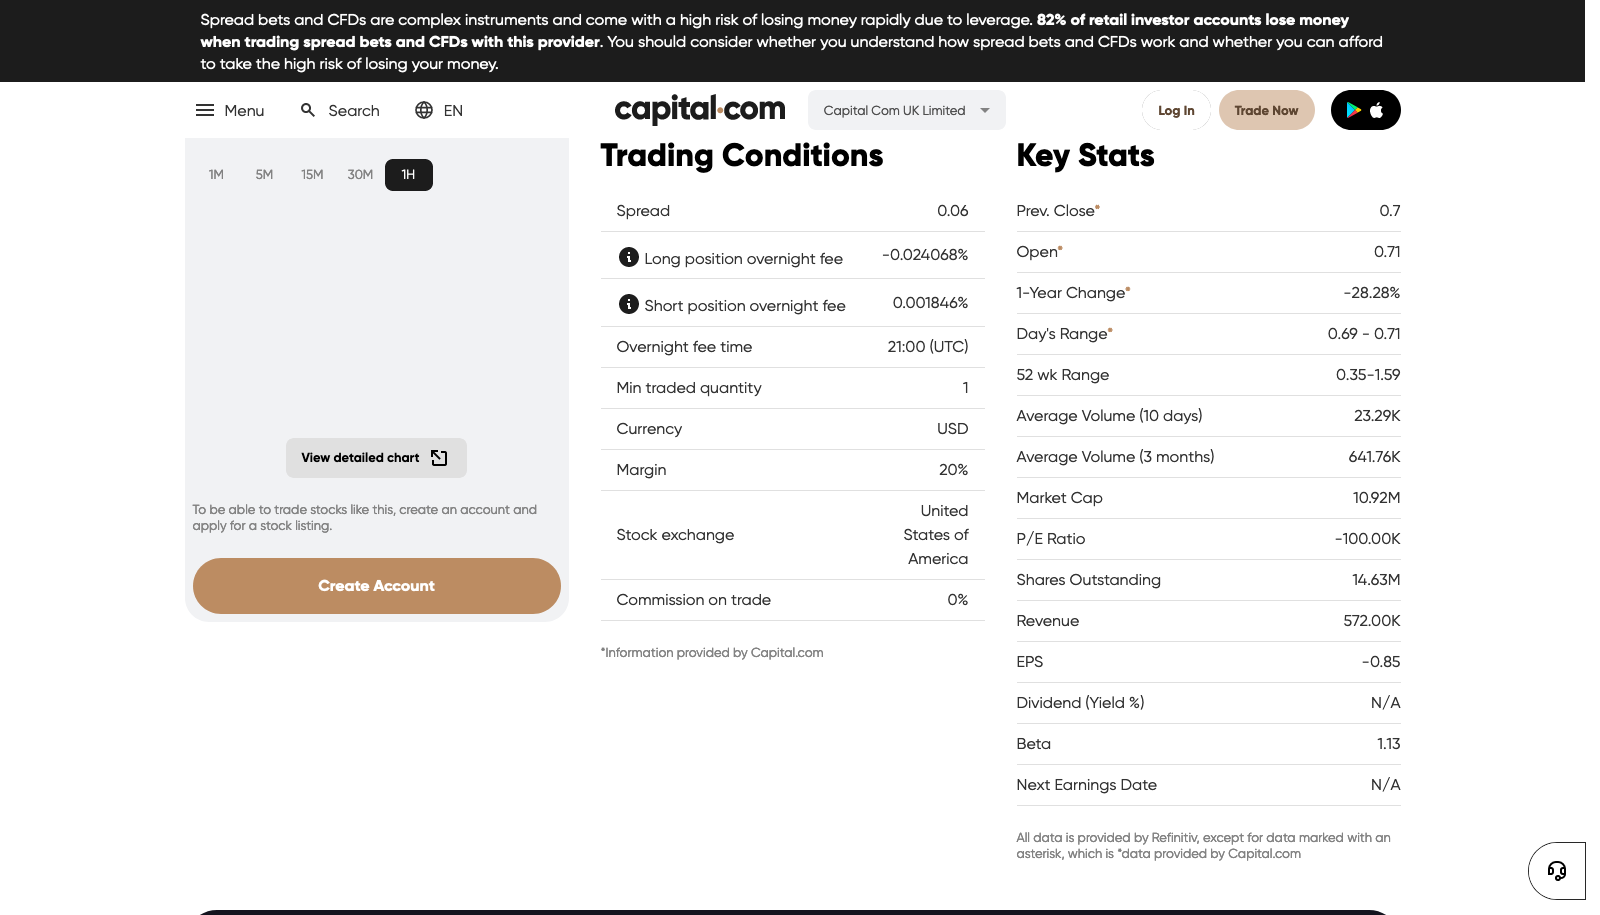 Spread bets and CFDs are complex instruments and come with a high risk of losing money rapidly due to leverage. 82% of retail investor accounts lose money
when trading spread bets and CFDs with this provider. You should consider whether you understand how spread bets and CFDs work and whether you can afford
to take the high risk of losing your money.
Menu Search EN capital.com Capital Com UK Limited Log In Trade Now
1M 5M 15M 30M 1H
View detailed chart
To be able to trade stocks like this, create an account and
apply for a stock listing.
Create Account
Trading Conditions
Spread 0.06
Long position overnight fee -0.024068%
Short position overnight fee 0.001846%
Overnight fee time 21:00 (UTC)
Min traded quantity 1
Currency USD
Margin 20%
Stock exchange United
States of
America
Commission on trade 0%
*Information provided by Capital.com
Key Stats
Prev. Close* 0.7
Open* 0.71
1-Year Change* -28.28%
Day's Range* 0.69 - 0.71
52 wk Range 0.35-1.59
Average Volume (10 days) 23.29K
Average Volume (3 months) 641.76K
Market Cap 10.92M
P/E Ratio -100.00K
Shares Outstanding 14.63M
Revenue 572.00K
EPS -0.85
Dividend (Yield %) N/A
Beta 1.13
Next Earnings Date N/A
All data is provided by Refinitiv, except for data marked with an
asterisk, which is *data provided by Capital.com